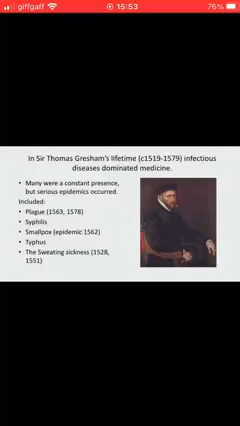 giffgaff
15:53
76%
In Sir Thomas Gresham's lifetime (c1519-1579) infectious
diseases dominated medicine.
• Many were a constant presence,
but serious epidemics occurred.
Included:
• Plague (1563, 1578)
• Syphilis
• Smallpox (epidemic 1562)
• Typhus
• The Sweating sickness (1528,
1551)